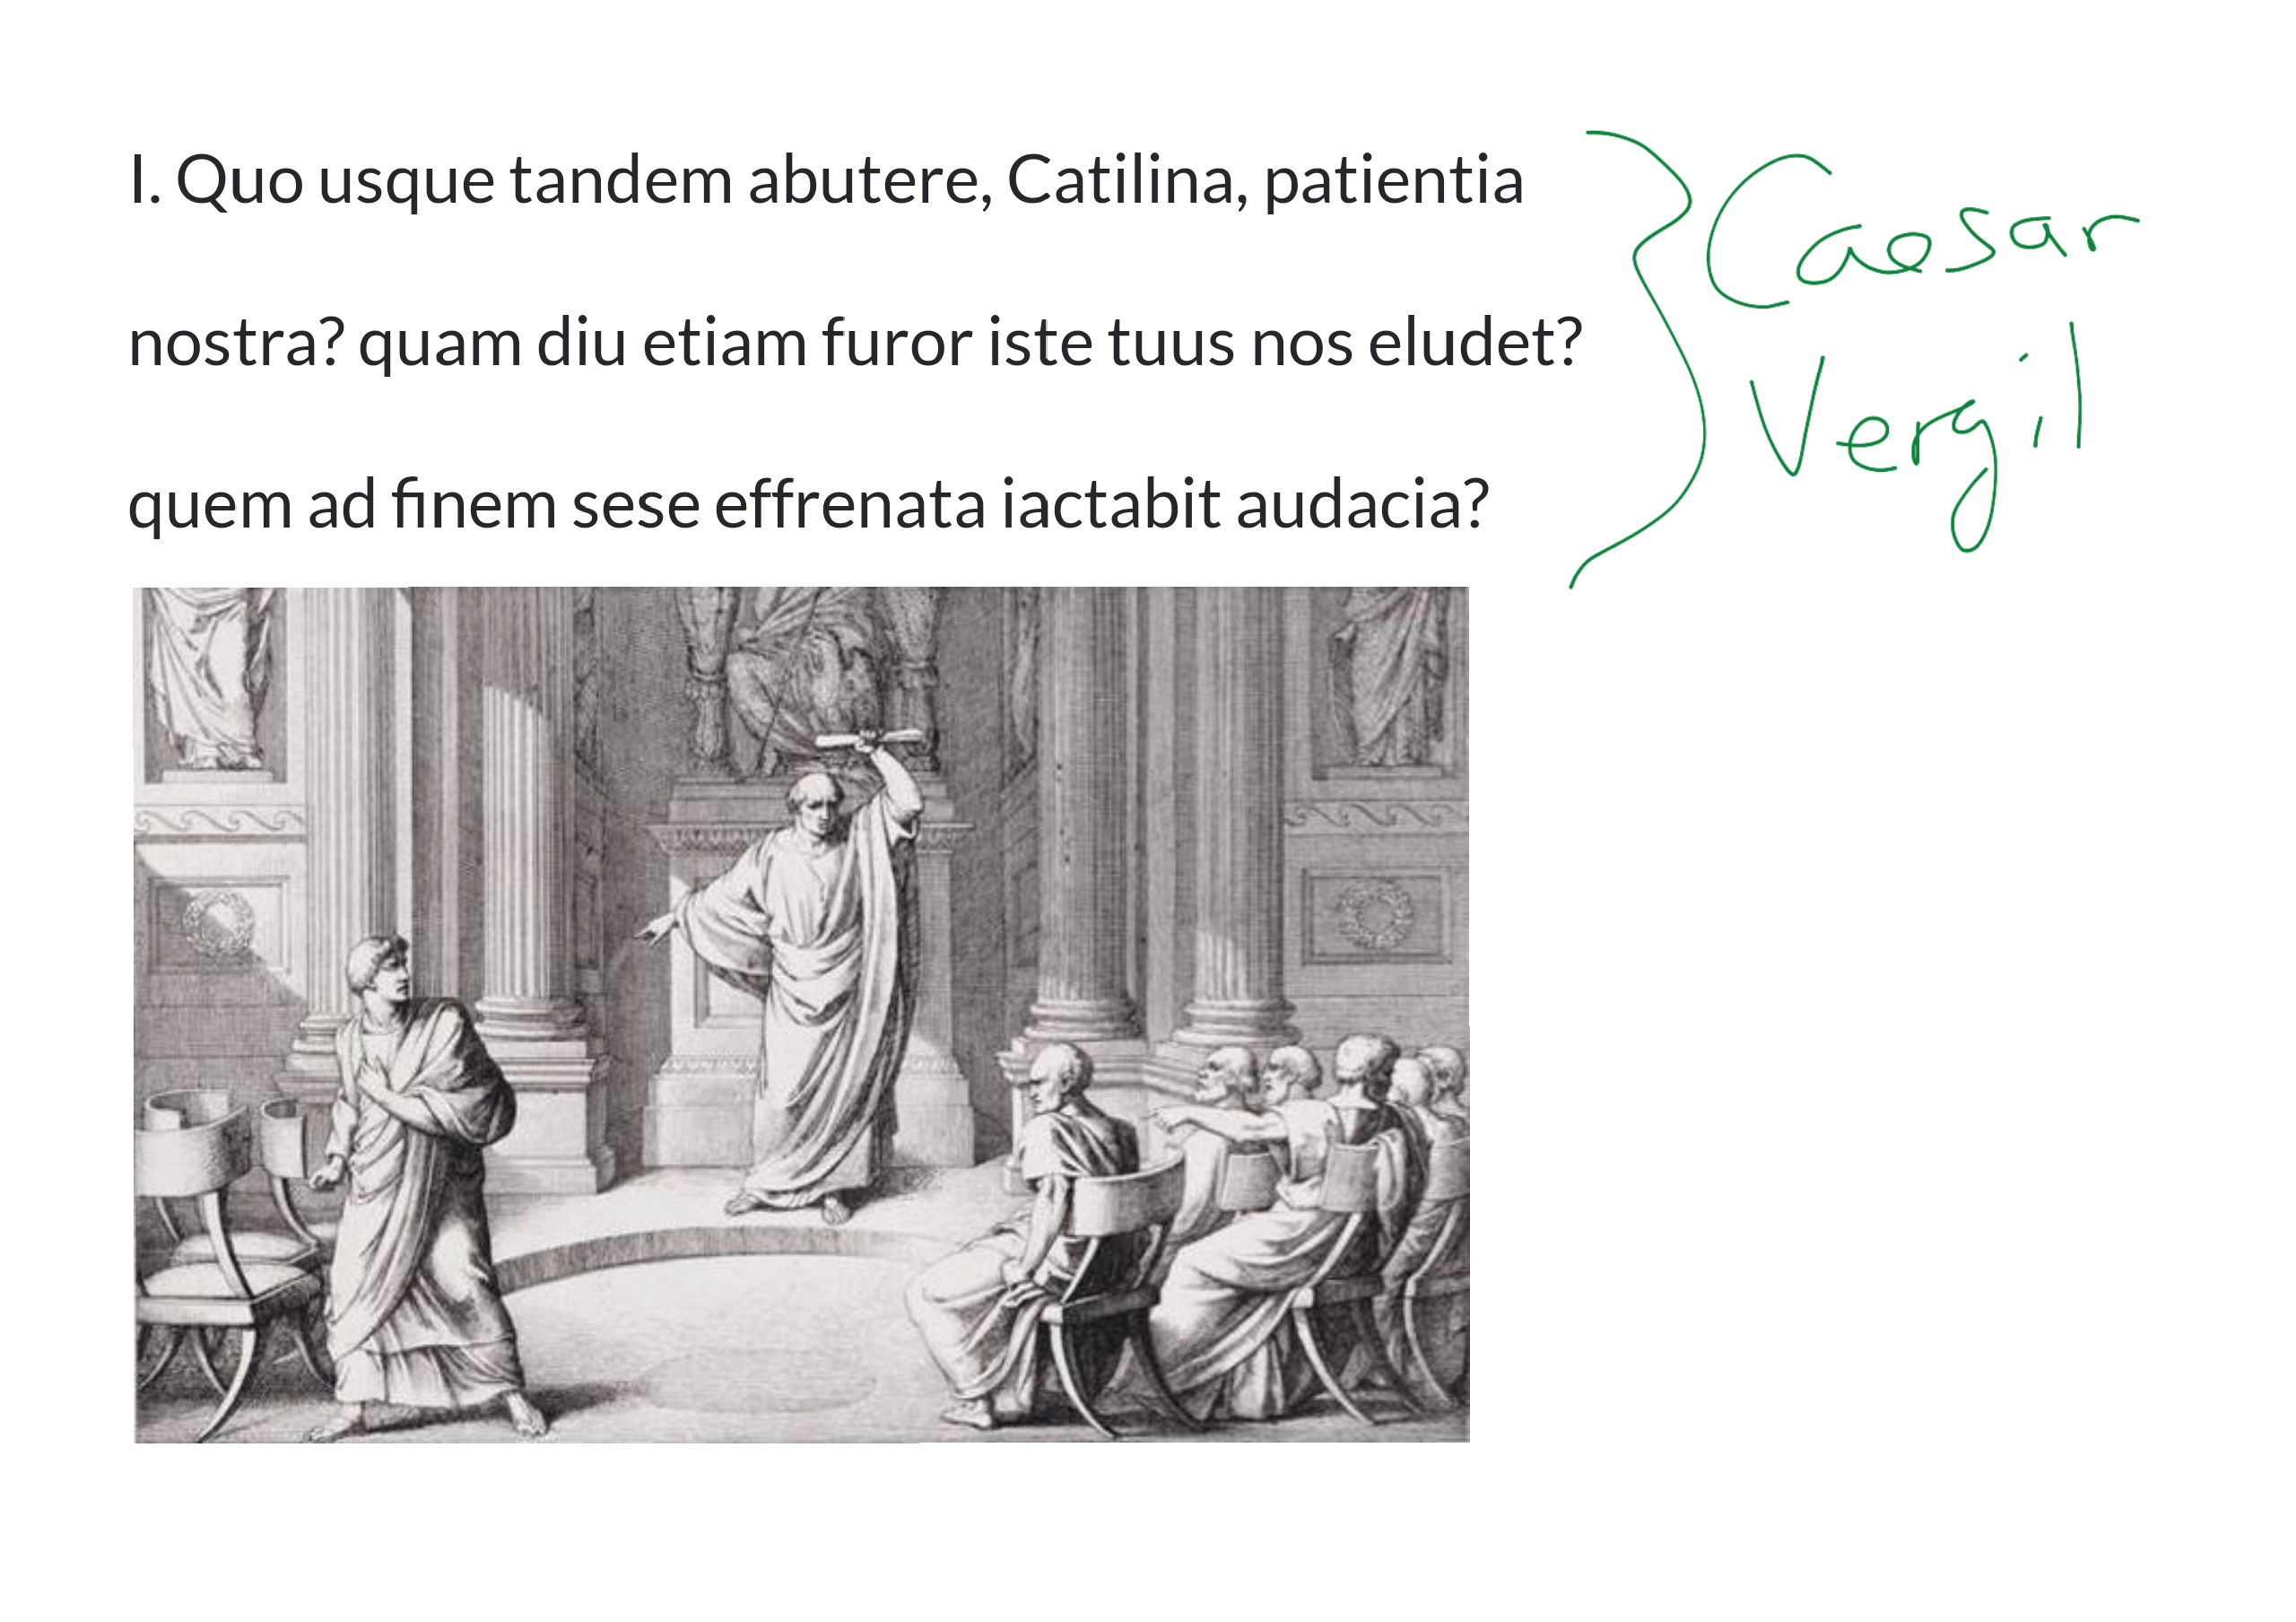 I. Quo usque tandem abutere, Catilina, patientia
nostra? quam diu etiam furor iste tuus nos eludet?
quem ad finem sese effrenata iactabit audacia?
Caesar
Vergil